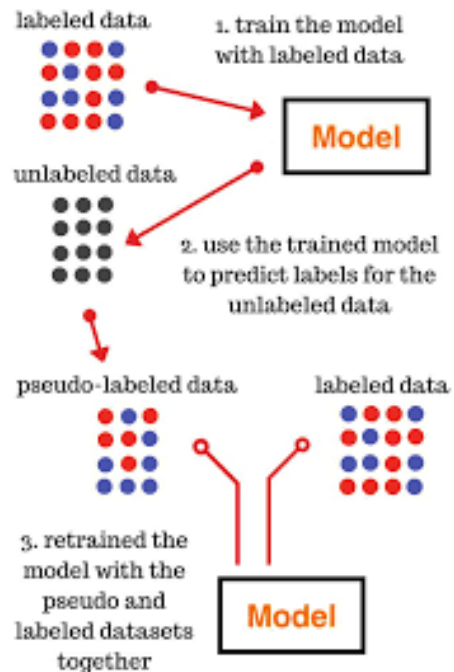 labeled data
1. train the model
with labeled data
Model
unlabeled data
2. use the trained model
to predict labels for the
unlabeled data
pseudo-labeled data
labeled data
3. retrained the
model with the
pseudo and
labeled datasets
together
Model